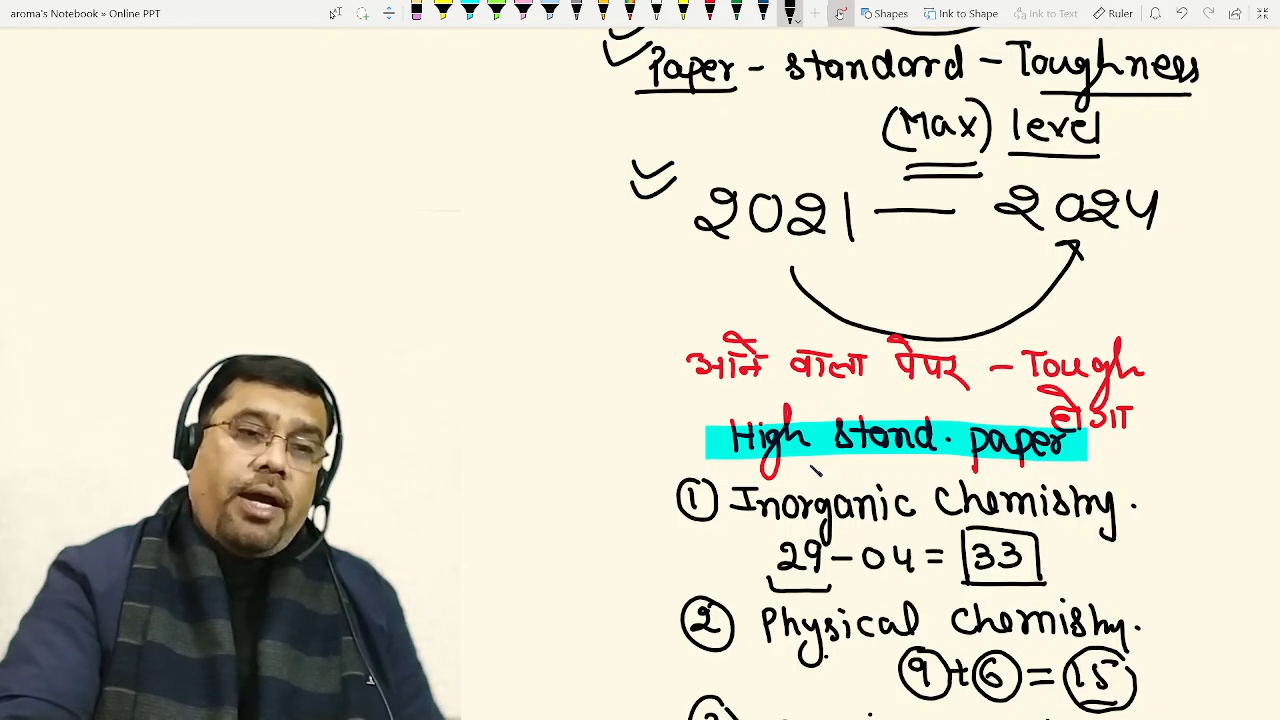 aroma's Notebook » Online PPT
Shapes Ink to Shape Ink to Text Ruler
Paper - standard - Toughness
(Max) level
2021 — 2024
आने वाला पेपर - Tough
होगा
High stand. paper
① Inorganic Chemistry.
29 - 04 = 33
② Physical Chemistry.
9 + 6 = 15